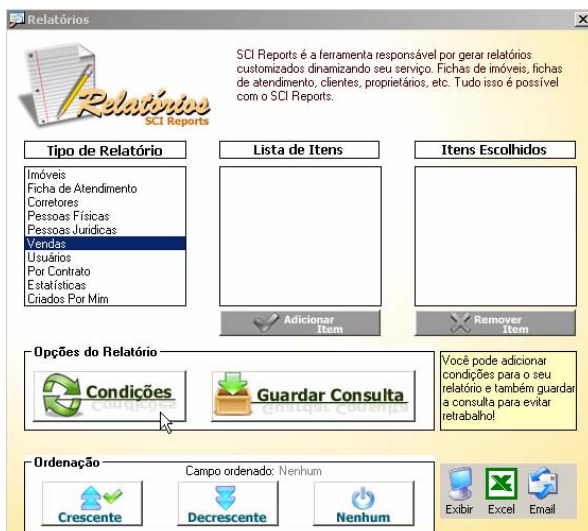 Relatórios
SCI Reports é a ferramenta responsável por gerar relatórios
customizados dinamizando seu serviço. Fichas de imóveis, fichas
de atendimento, clientes, proprietários, etc. Tudo isso é possível
com o SCI Reports.
Relatórios
SCI Reports
Tipo de Relatório
Lista de Itens
Itens Escolhidos
Imóveis
Ficha de Atendimento
Corretores
Pessoas Físicas
Pessoas Juridicas
Vendas
Usuários
Por Contrato
Estatísticas
Criados Por Mim
Adicionar
Item
Remover
Item
Opções do Relatório
Condições
Guardar Consulta
Você pode adicionar
condições para o seu
relatório e também guardar
a consulta para evitar
retrabalho!
Ordenação
Campo ordenado: Nenhum
Crescente
Decrescente
Nenhum
Exibir
Excel
Email